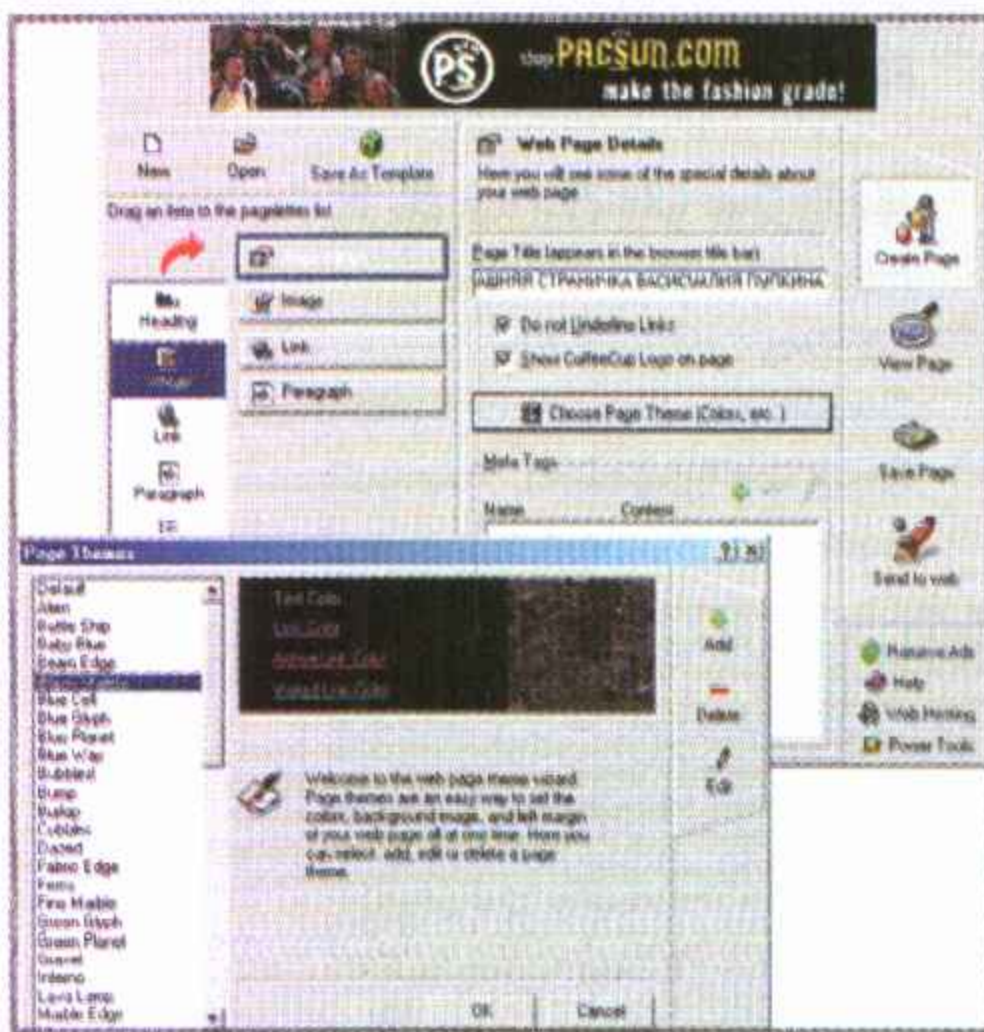 shop PACSUN.COM
PS
make the fashion grade!
New
Open
Save As Template
Drag an item to the pagelettes list
Heading
Image
Link
Paragraph
Image
Link
Paragraph
Web Page Details
Here you will see some of the special details about
your web page
Page Title (appears in the browser title bar)
АШНЯЯ СТРАНИЧКА ПУПКИНА
Do not Underline Links
Show CoffeeCup Logo on page
Choose Page Theme (Colors, etc.)
Meta Tags
Name
Content
Create Page
View Page
Save Page
Send to web
Remove Ads
Help
Web Hosting
Power Tools
Page Themes
Default
Alien
Battle Ship
Baby Blue
Beam Edge
Blue Cell
Blue Glyph
Blue Planet
Blue Wap
Bubbles!
Bump
Burlap
Cobbles
Dazed
Fabric Edge
Ferns
Fine Marble
Green Glyph
Green Planet
Gravel
Inferno
Lava Lamp
Marble Edge
Text Color
Link Color
Active Link Color
Visited Link Color
Welcome to the web page theme wizard.
Page themes are an easy way to set the
colors, background image, and left margin
of your web page all at one time. Here you
can select, add, edit or delete a page
theme.
Add
Delete
Edit
OK
Cancel